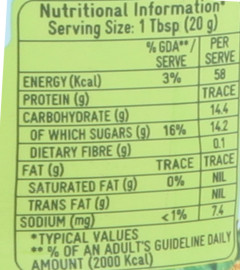 Nutritional Information*
Serving Size: 1 Tbsp (20 g)
% GDA**/ SERVE PER SERVE
ENERGY (Kcal) 3% 58
PROTEIN (g) TRACE
CARBOHYDRATE (g) 14.4
OF WHICH SUGARS (g) 16% 14.2
DIETARY FIBRE (g) 0.1
FAT (g) TRACE TRACE
SATURATED FAT (g) 0% NIL
TRANS FAT (g) NIL
SODIUM (mg) <1% 7.4
*TYPICAL VALUES
** % OF AN ADULT'S GUIDELINE DAILY
AMOUNT (2000 Kcal)